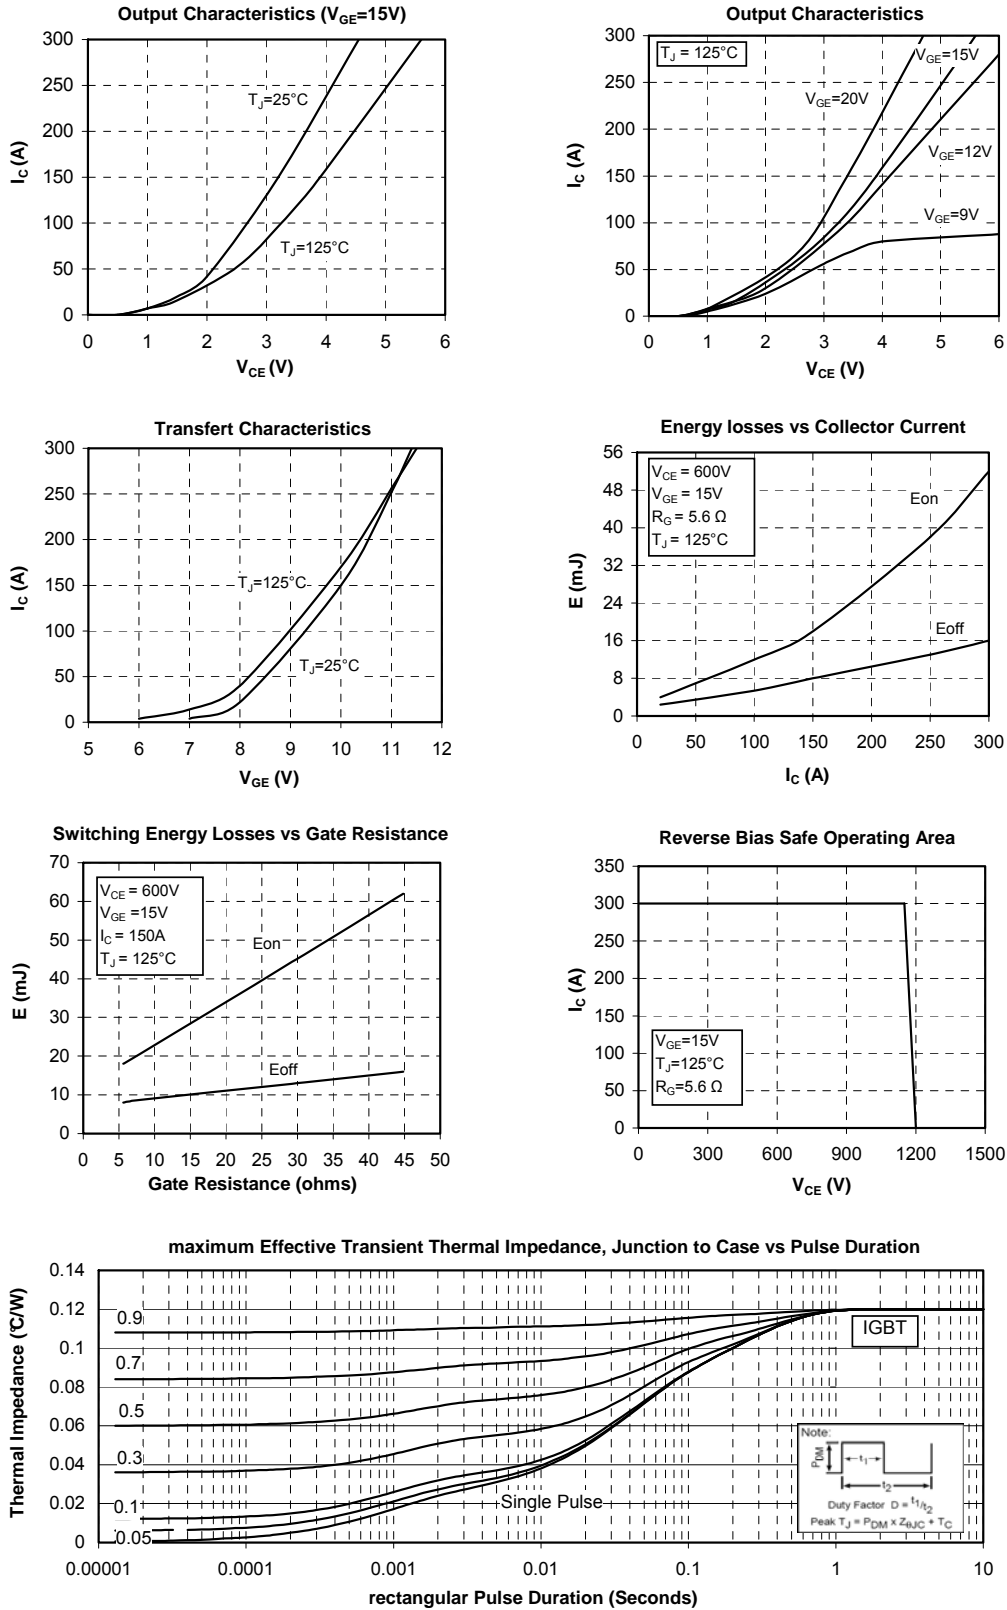 Output Characteristics (VGE=15V)
300
250
200
150
100
50
0
IC (A)
TJ=25°C
TJ=125°C
0 1 2 3 4 5 6
VCE (V)
Output Characteristics
300
250
200
150
100
50
0
IC (A)
TJ = 125°C
VGE=15V
VGE=20V
VGE=12V
VGE=9V
0 1 2 3 4 5 6
VCE (V)
Transfert Characteristics
300
250
200
150
100
50
0
IC (A)
TJ=125°C
TJ=25°C
5 6 7 8 9 10 11 12
VGE (V)
Energy losses vs Collector Current
56
48
40
32
24
16
8
0
E (mJ)
VCE = 600V
VGE = 15V
RG = 5.6 Ω
TJ = 125°C
Eon
Eoff
0 50 100 150 200 250 300
IC (A)
Switching Energy Losses vs Gate Resistance
70
60
50
40
30
20
10
0
E (mJ)
VCE = 600V
VGE =15V
IC = 150A
TJ = 125°C
Eon
Eoff
0 5 10 15 20 25 30 35 40 45 50
Gate Resistance (ohms)
Reverse Bias Safe Operating Area
350
300
250
200
150
100
50
0
IC (A)
VGE=15V
TJ=125°C
RG=5.6 Ω
0 300 600 900 1200 1500
VCE (V)
maximum Effective Transient Thermal Impedance, Junction to Case vs Pulse Duration
0.14
0.12
0.1
0.08
0.06
0.04
0.02
0
Thermal Impedance (°C/W)
0.9
0.7
0.5
0.3
0.1
0.05
Single Pulse
IGBT
Note:
PDM
t1
t2
Duty Factor D = t1/t2
Peak TJ = PDM x ZθJC + TC
0.00001 0.0001 0.001 0.01 0.1 1 10
rectangular Pulse Duration (Seconds)